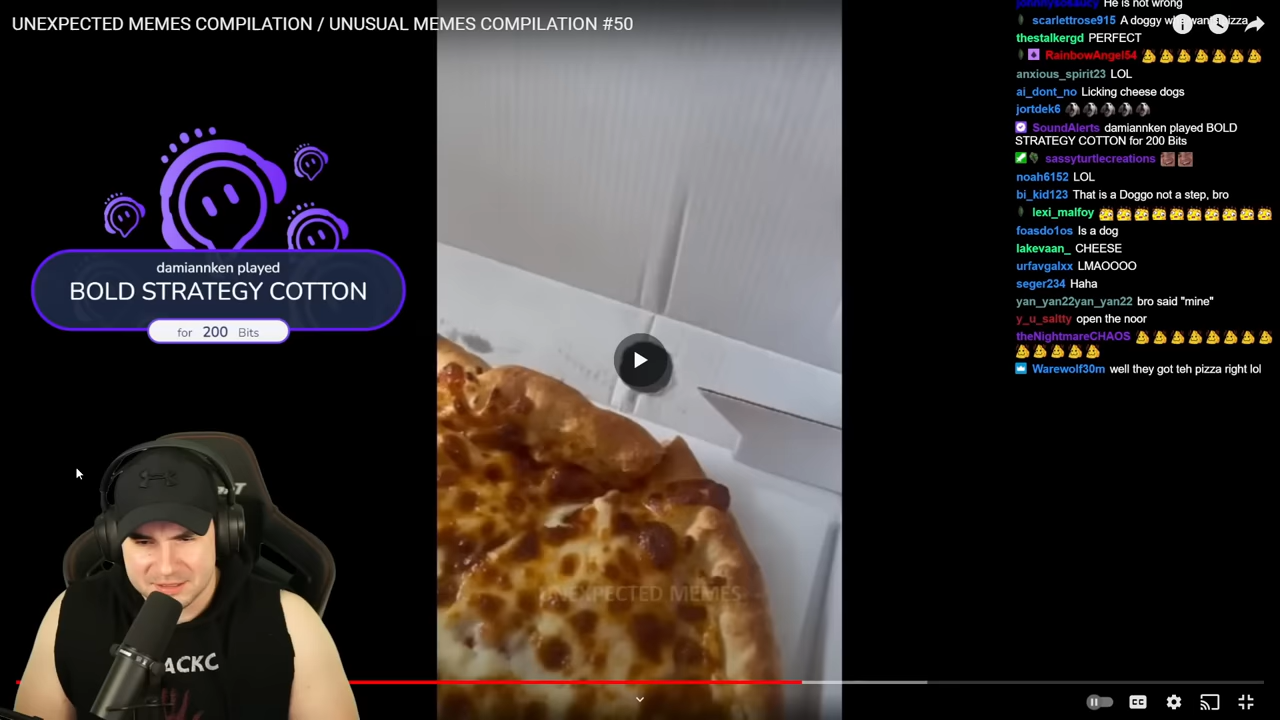 UNEXPECTED MEMES COMPILATION / UNUSUAL MEMES COMPILATION #50
damiannken played
BOLD STRATEGY COTTON
for 200 Bits
ACKC
UNEXPECTED MEMES
CC
He is not wrong
scarlettrose915 A doggy pizza
thestalkergd PERFECT
RainbowAngel54
anxious_spirit23 LOL
ai_dont_no Licking cheese dogs
jortdek6
SoundAlerts damiannken played BOLD
STRATEGY COTTON for 200 Bits
sassyturtlecreations
noah6152 LOL
bi_kid123 That is a Doggo not a step, bro
lexi_malfoy
foasdo1os Is a dog
lakevaan_ CHEESE
urfavgalxx LMAOOOO
seger234 Haha
yan_yan22yan_yan22 bro said "mine"
y_u_saltty open the noor
theNightmareCHAOS
Warewolf30m well they got teh pizza right lol